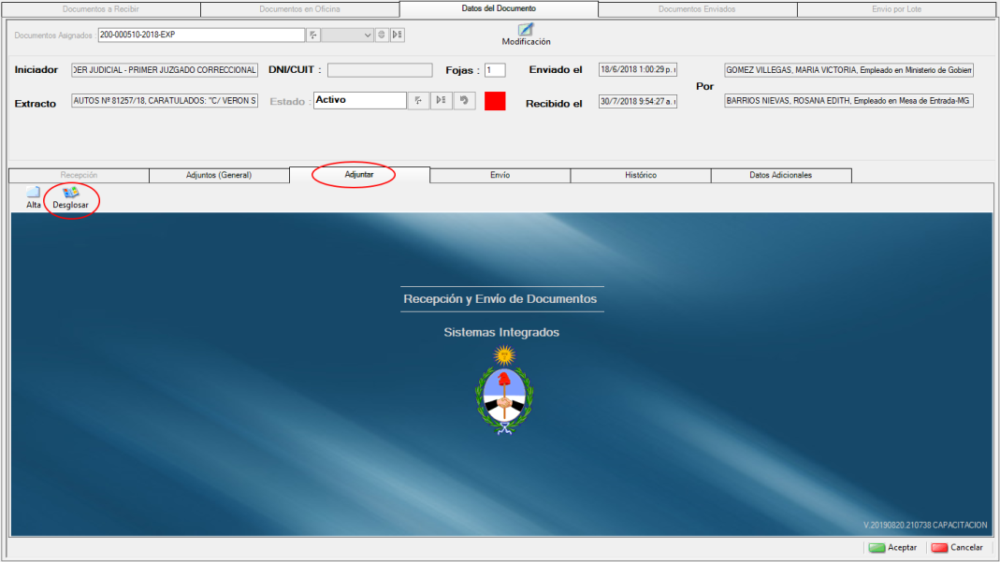 Documentos a Recibir Documentos en Oficina Datos del Documento Documentos Enviados Envio por Lote
Documentos Asignados : 200-000510-2018-EXP
Modificación
Iniciador DER JUDICIAL - PRIMER JUZGADO CORRECCIONAL DNI/CUIT : Fojas : 1 Enviado el 18/6/2018 1:00:29 p. GOMEZ VILLEGAS, MARIA VICTORIA, Empleado en Ministerio de Gobiern
Por
Extracto AUTOS Nº 81257/18, CARATULADOS: "C/ VERON S Estado : Activo Recibido el 30/7/2018 9:54:27 a. BARRIOS NIEVAS, ROSANA EDITH, Empleado en Mesa de Entrada-MG
Recepción Adjuntos (General) Adjuntar Envío Histórico Datos Adicionales
Alta Desglosar
Recepción y Envío de Documentos
Sistemas Integrados
V.20190820.210738 CAPACITACION
Aceptar Cancelar